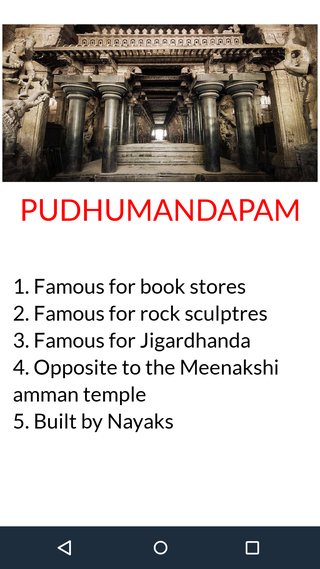 PUDHUMANDAPAM
1. Famous for book stores
2. Famous for rock sculptres
3. Famous for Jigardhanda
4. Opposite to the Meenakshi
amman temple
5. Built by Nayaks